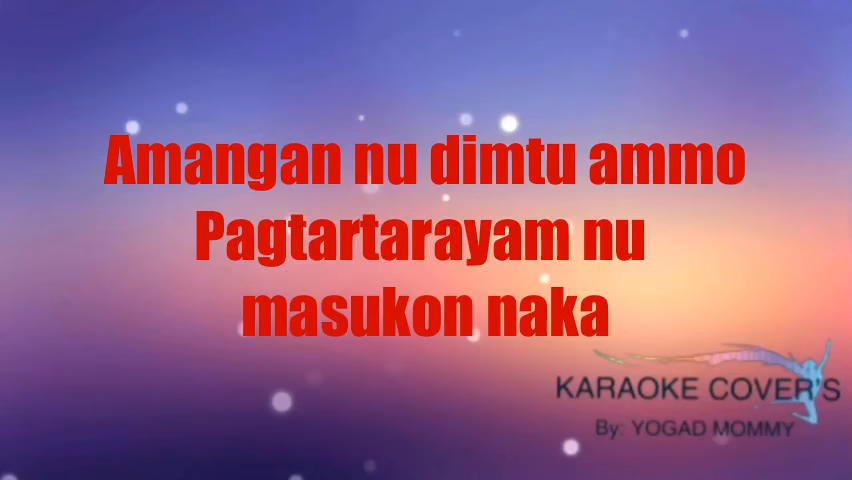 Amangan nu dimtu ammo
Pagtartarayam nu
masukon naka
KARAOKE COVER'S
By: YOGAD MOMMY